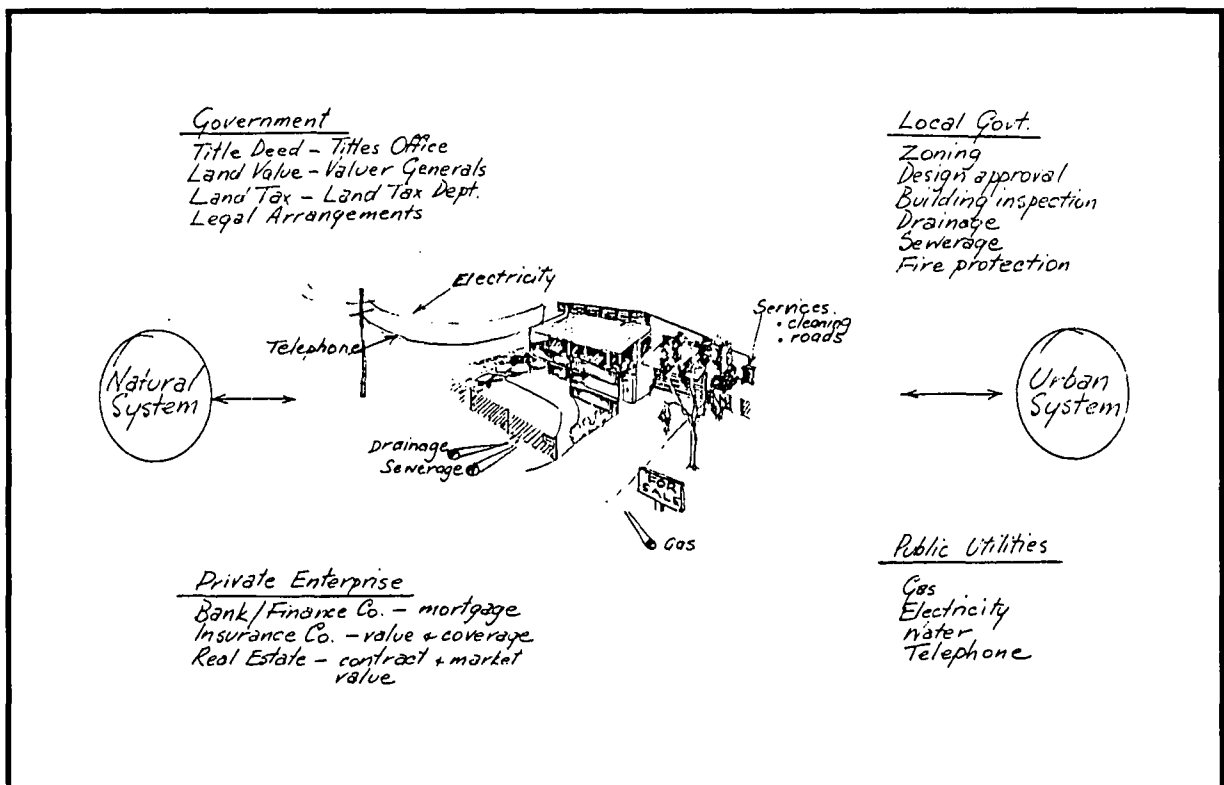 Government
Title Deed - Titles Office
Land Value - Valuer Generals
Land Tax - Land Tax Dept.
Legal Arrangements
Local Govt.
Zoning
Design approval
Building inspection
Drainage
Sewerage
Fire protection
Electricity
Telephone
Services.
• cleaning
• roads
Natural
System
Urban
System
Drainage
Sewerage
FOR
SALE
Gas
Private Enterprise
Bank/Finance Co. - mortgage
Insurance Co. - value + coverage
Real Estate - contract + market
value
Public Utilities
Gas
Electricity
Water
Telephone